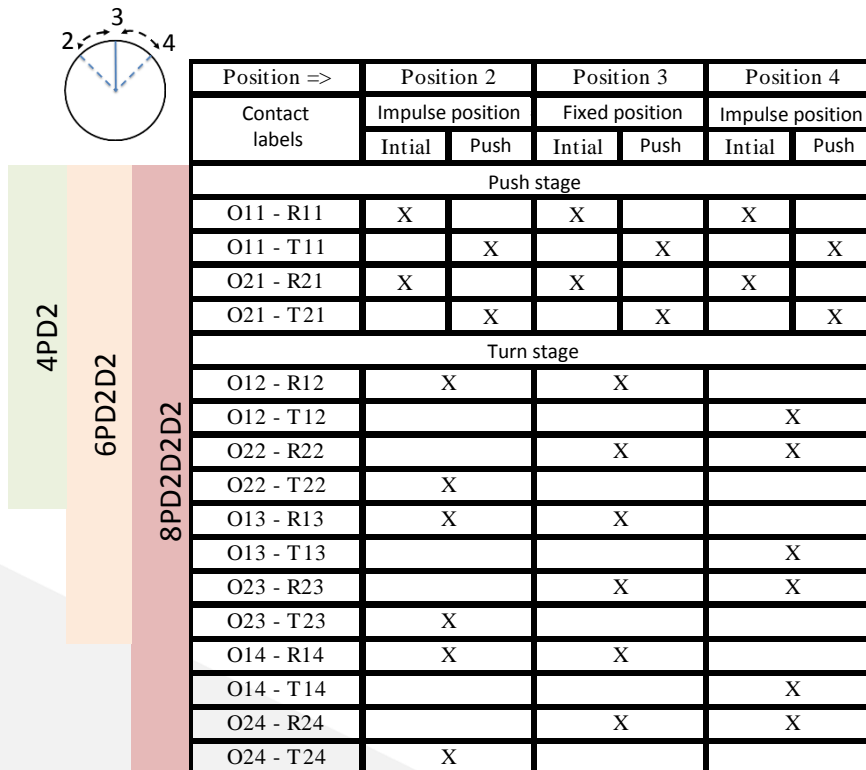 3
2 4
Position => Position 2 Position 3 Position 4
Contact labels Impulse position Fixed position Impulse position
Intial Push Intial Push Intial Push
Push stage
O11 - R11 X X X
O11 - T11 X X X
O21 - R21 X X X
O21 - T21 X X X
Turn stage
O12 - R12 X X
O12 - T12 X
O22 - R22 X X
O22 - T22 X
O13 - R13 X X
O13 - T13 X
O23 - R23 X X
O23 - T23 X
O14 - R14 X X
O14 - T14 X
O24 - R24 X X
O24 - T24 X
4PD2
6PD2D2
8PD2D2D2